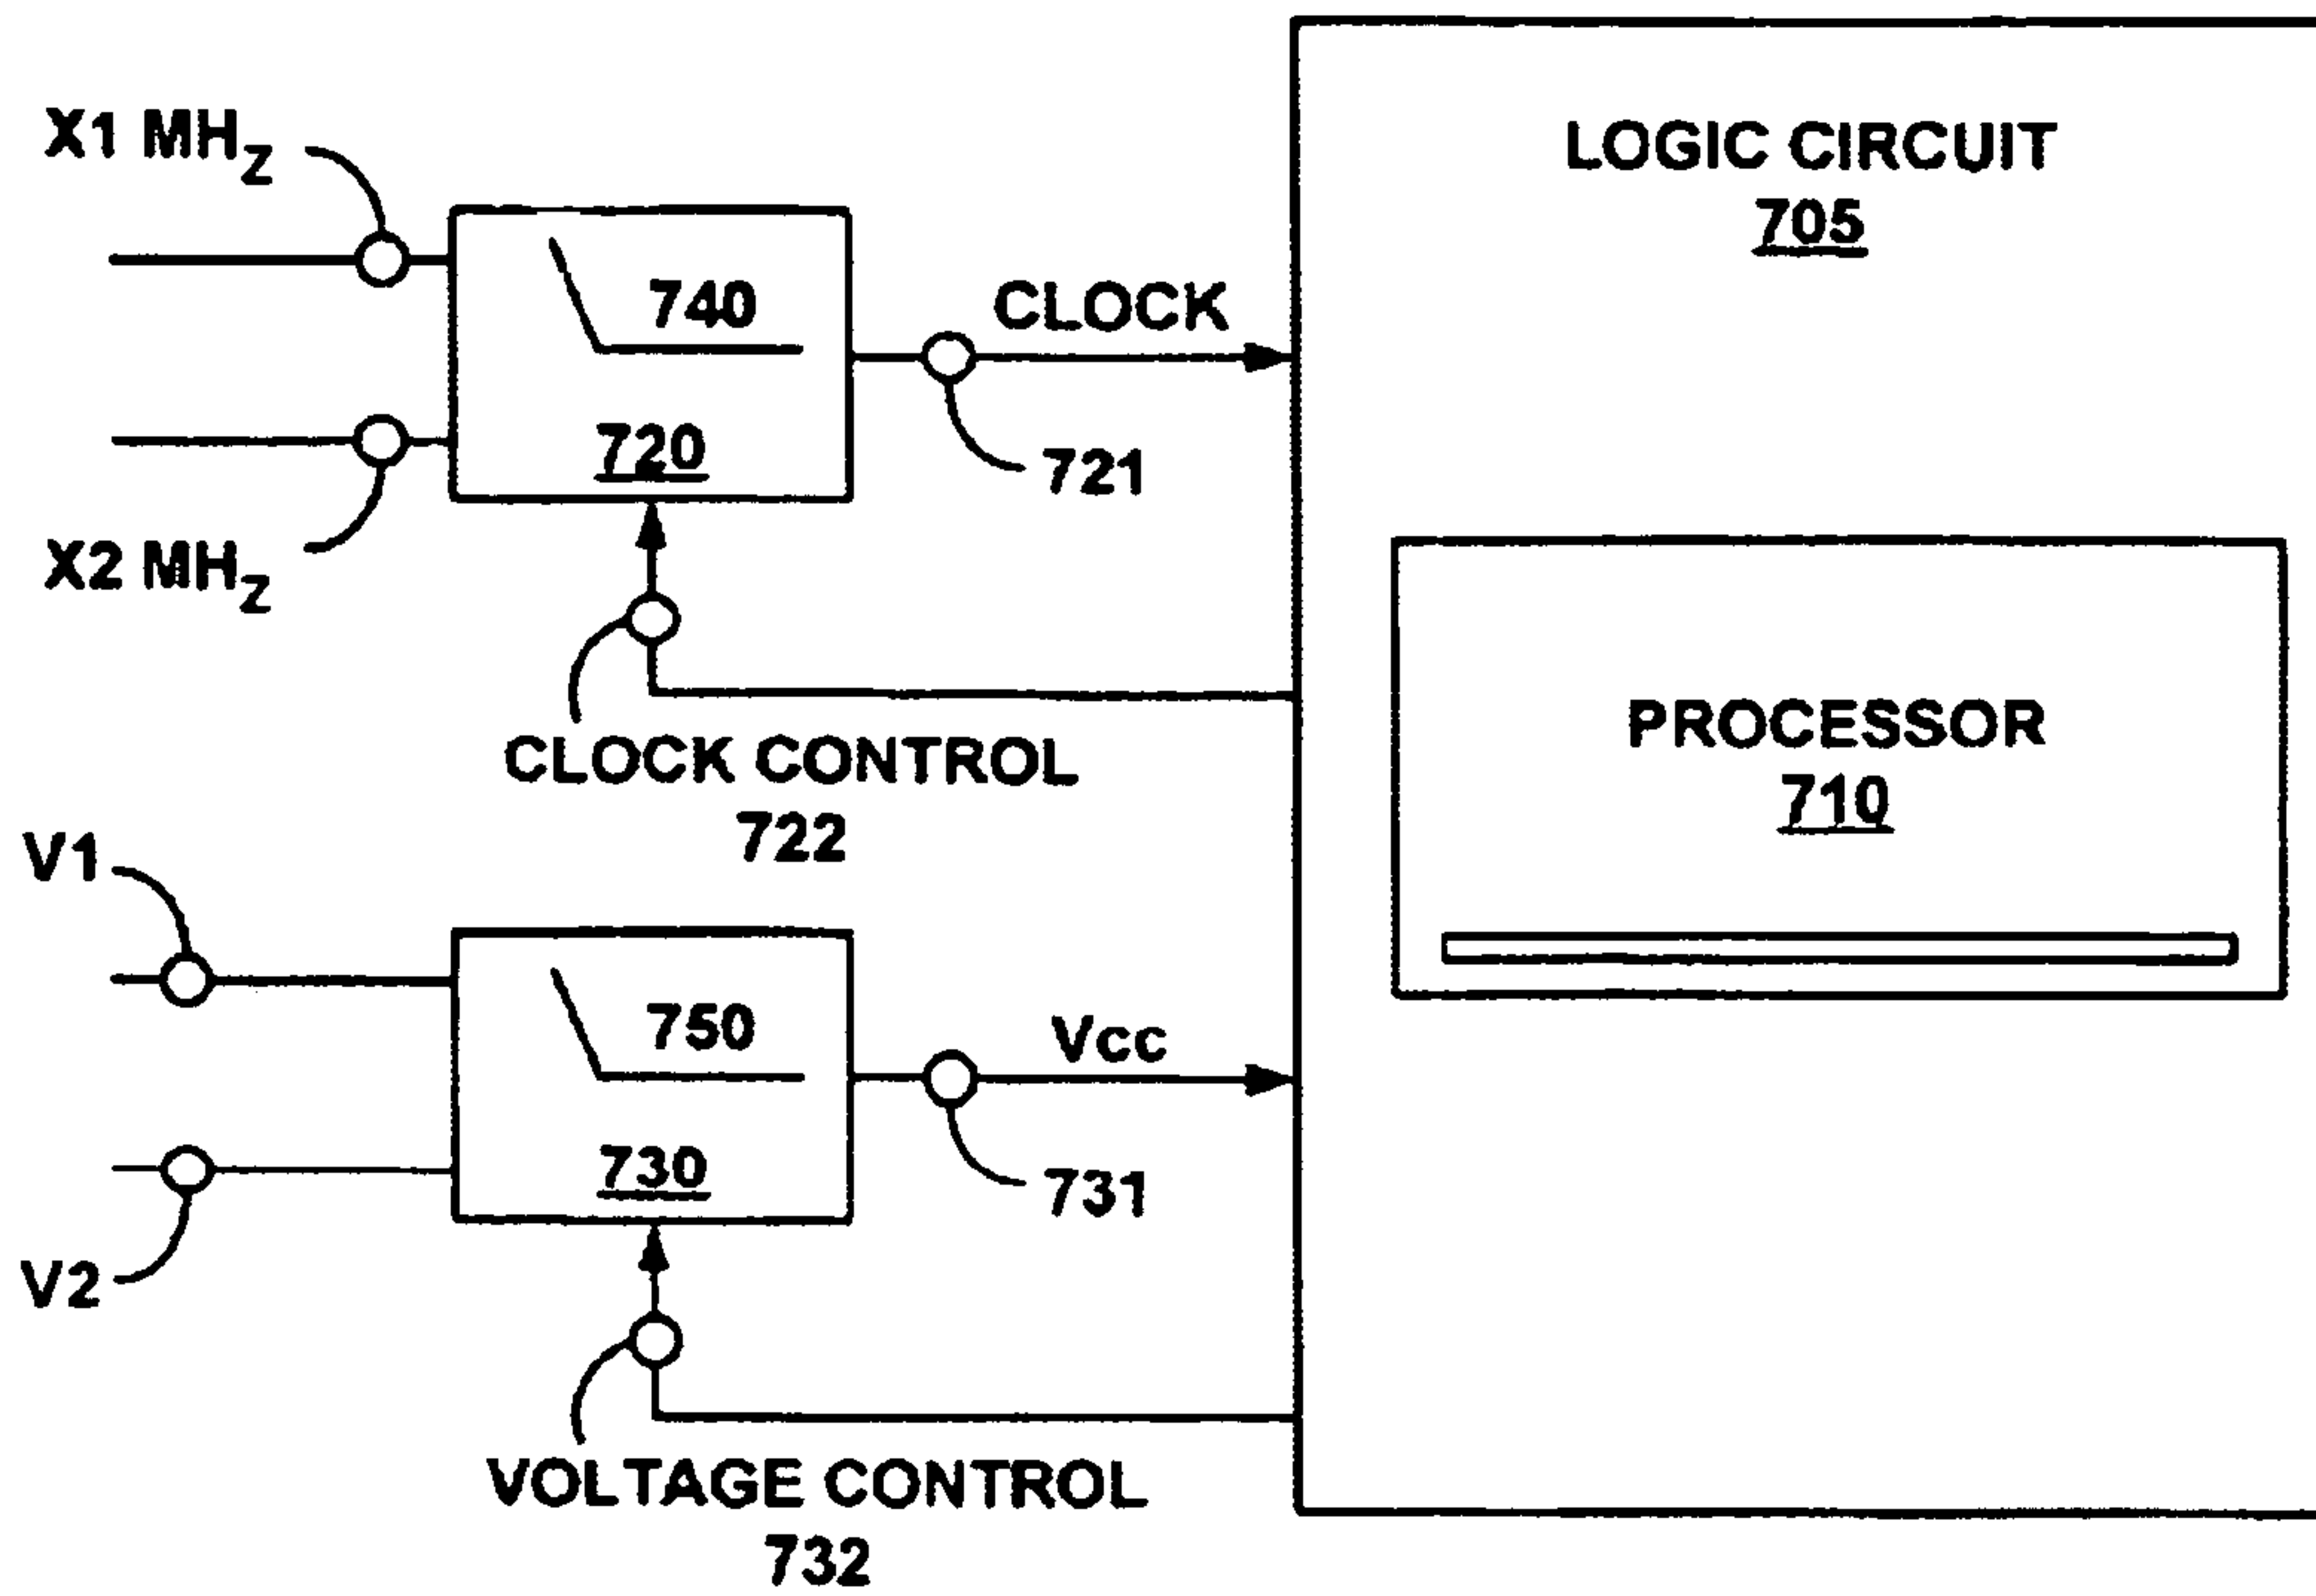 X1 MHZ
LOGIC CIRCUIT
705
740
CLOCK
720
721
X2 MHZ
PROCESSOR
710
CLOCK CONTROL
722
V1
750
Vcc
730
731
V2
VOLTAGE CONTROL
732